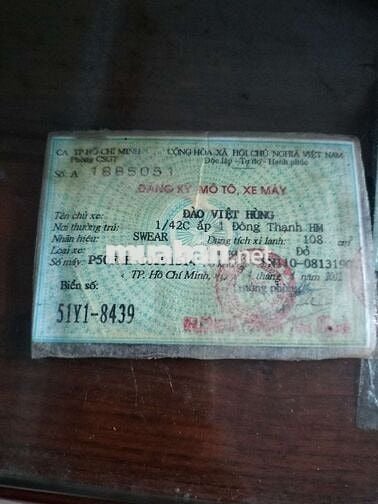 CA TP HỒ CHÍ MINH CỘNG HÒA XÃ HỘI CHỦ NGHĨA VIỆT NAM
Phòng CSGT Độc lập - Tự do - Hạnh phúc
Số A 1885051
ĐĂNG KÝ MÔ TÔ, XE MÁY
Tên chủ xe: ĐÀO VIỆT HÙNG
Nơi thường trú: 1/42C ấp 1 Đông Thạnh HM
Nhãn hiệu: SWEAR Dung tích xi lanh: 108 cm³
Loại xe: Đỏ
Số máy:
TP. Hồ Chí Minh,
Biển số: Trưởng phòng
51Y1-8439
muaban.net